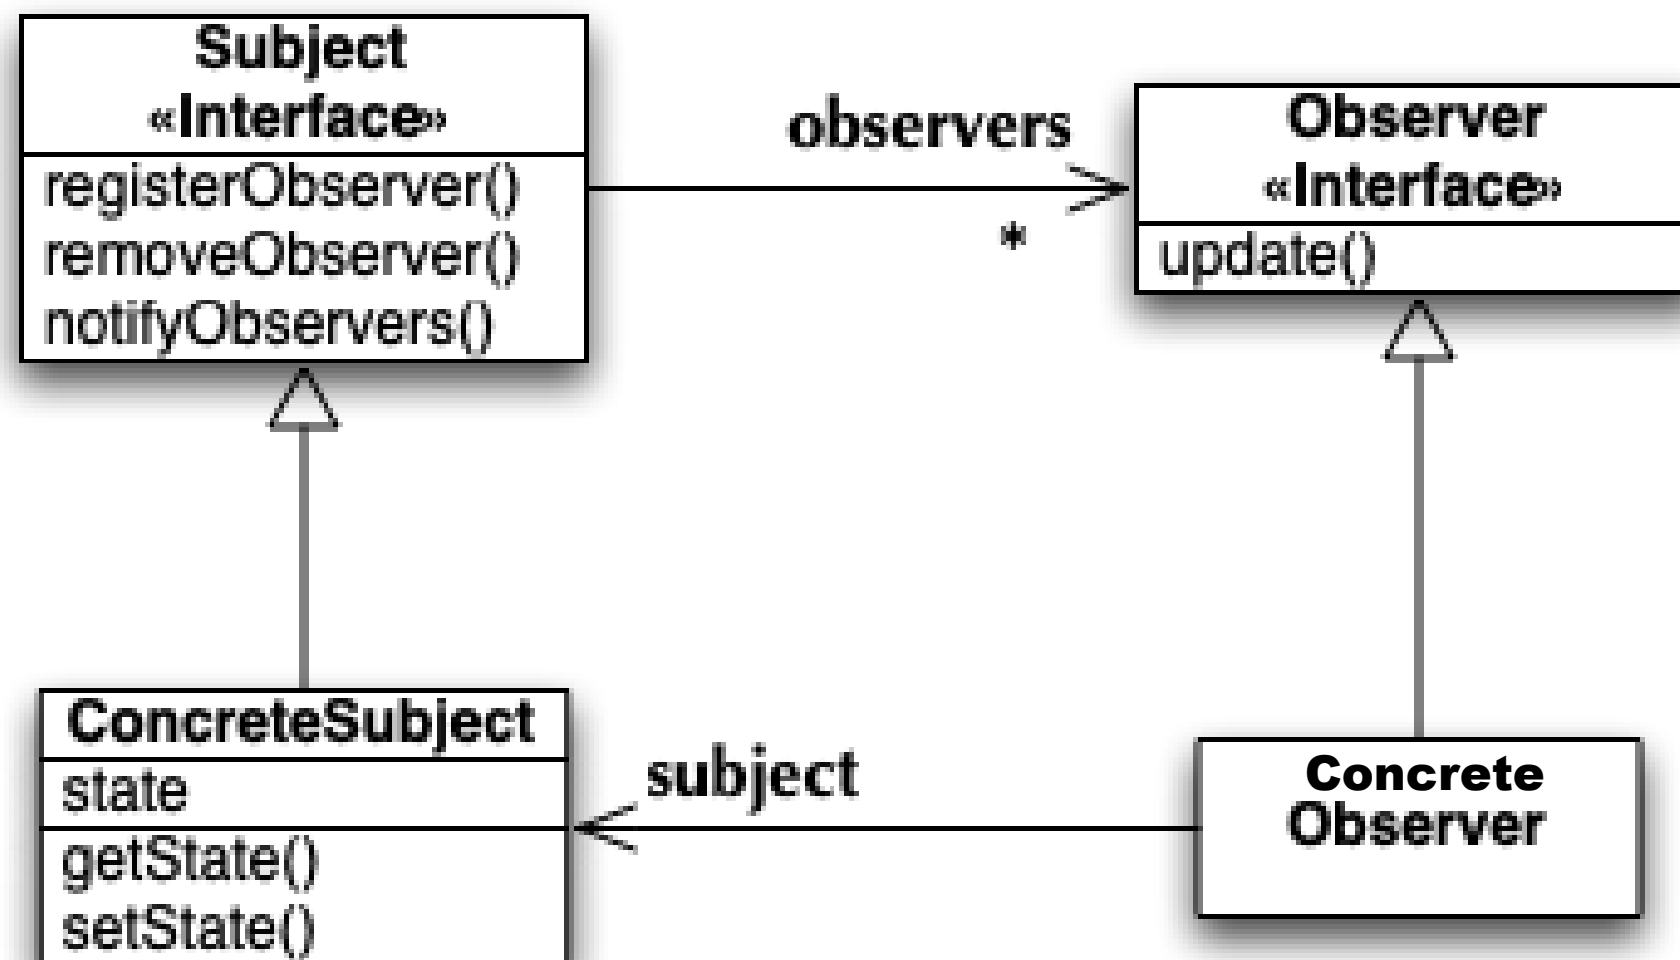 Subject
«Interface»
registerObserver()
removeObserver()
notifyObservers()
observers
*
Observer
«Interface»
update()
ConcreteSubject
state
getState()
setState()
subject
Concrete
Observer